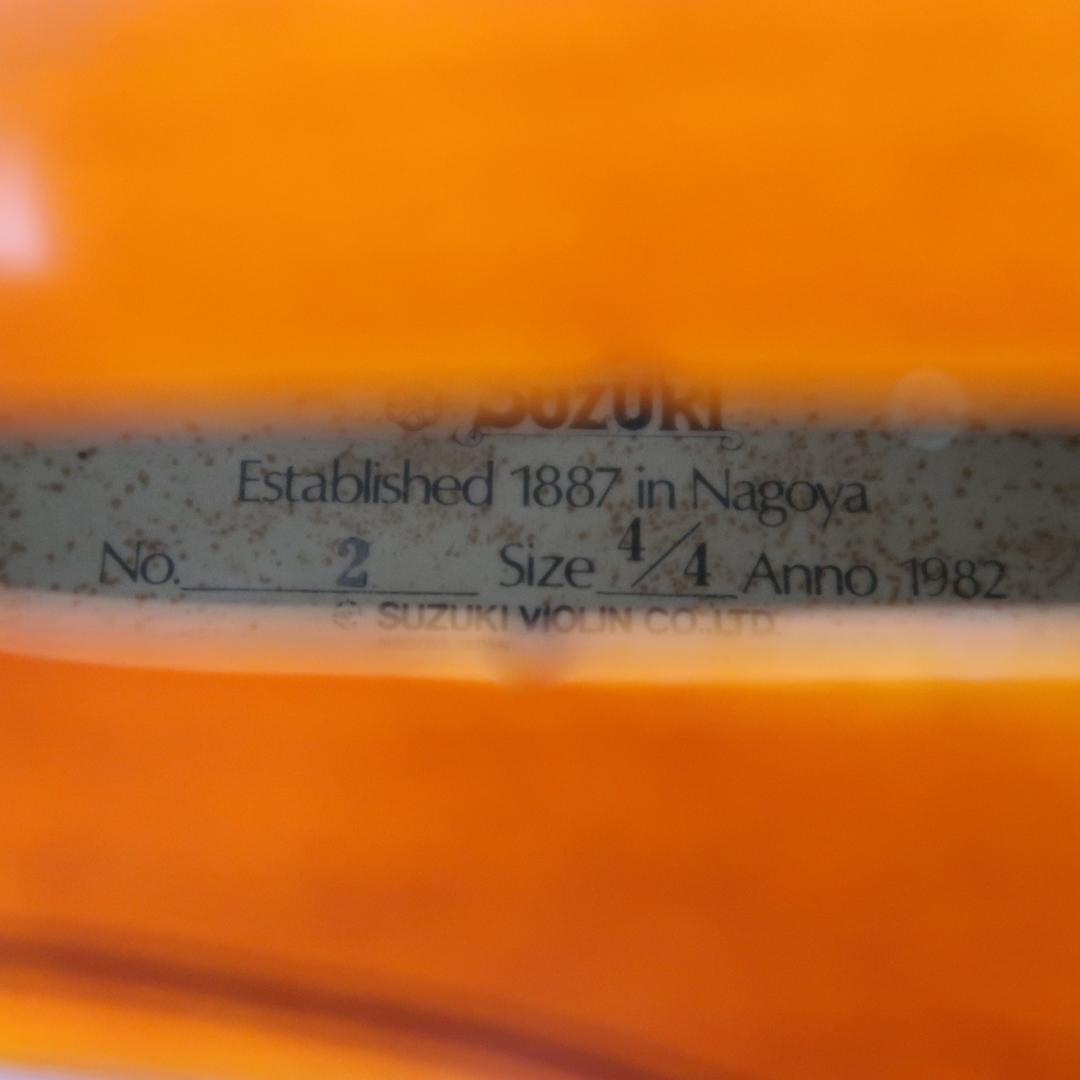 SUZUKI
Established 1887 in Nagoya
No. 2 Size 4/4 Anno 1982
SUZUKI VIOLIN CO.,LTD.